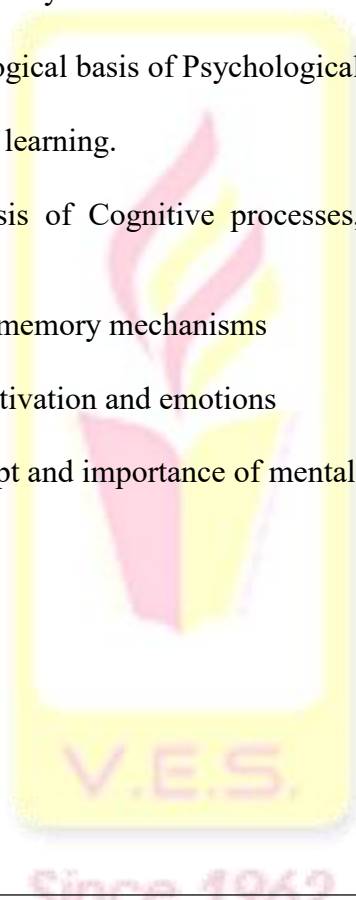 ogical basis of Psychological
learning.
sis of Cognitive processes,
memory mechanisms
tivation and emotions
pt and importance of mental
V.E.S.
Since 1962